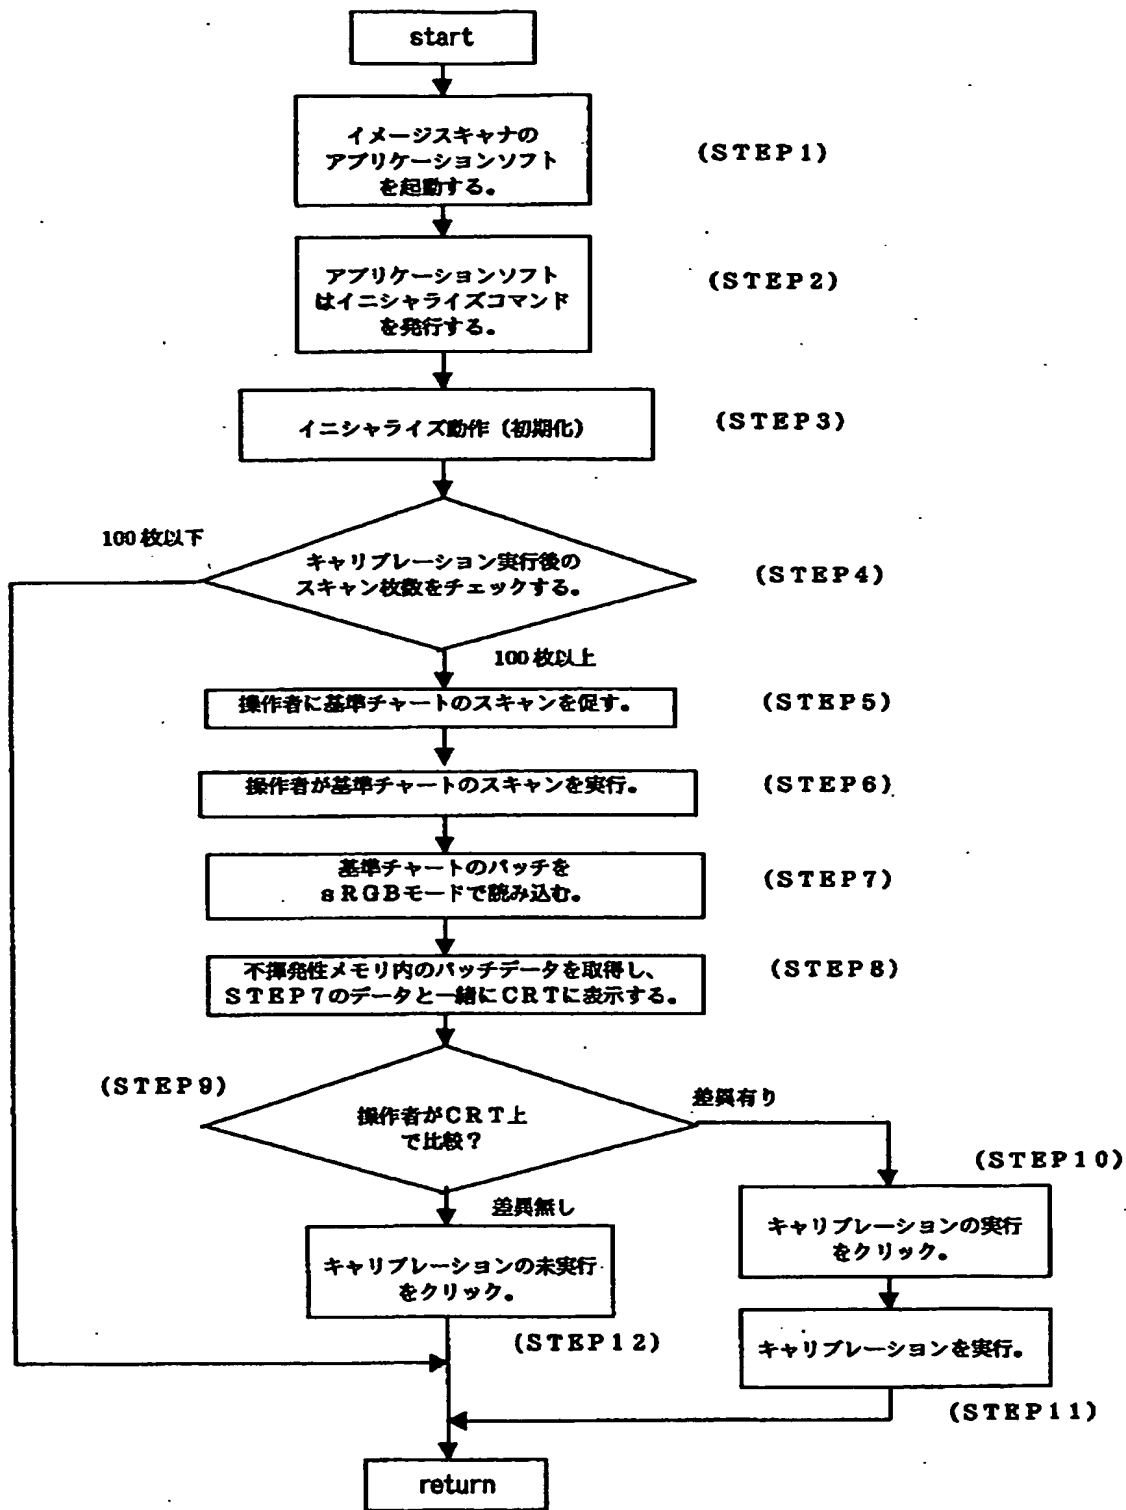 start
イメージスキャナの
アプリケーションソフト
を起動する。
(STEP1)
アプリケーションソフト
はイニシャライズコマンド
を発行する。
(STEP2)
イニシャライズ動作(初期化)
(STEP3)
100枚以下
キャリブレーション実行後の
スキャン枚数をチェックする。
(STEP4)
100枚以上
操作者に基準チャートのスキャンを促す。
(STEP5)
操作者が基準チャートのスキャンを実行。
(STEP6)
基準チャートのパッチを
sRGBモードで読み込む。
(STEP7)
不揮発性メモリ内のパッチデータを取得し、
STEP7のデータと一緒にCRTに表示する。
(STEP8)
(STEP9)
操作者がCRT上
で比較?
差異有り
差異無し
(STEP10)
キャリブレーションの実行
をクリック。
キャリブレーションの未実行
をクリック。
(STEP12)
キャリブレーションを実行。
(STEP11)
return